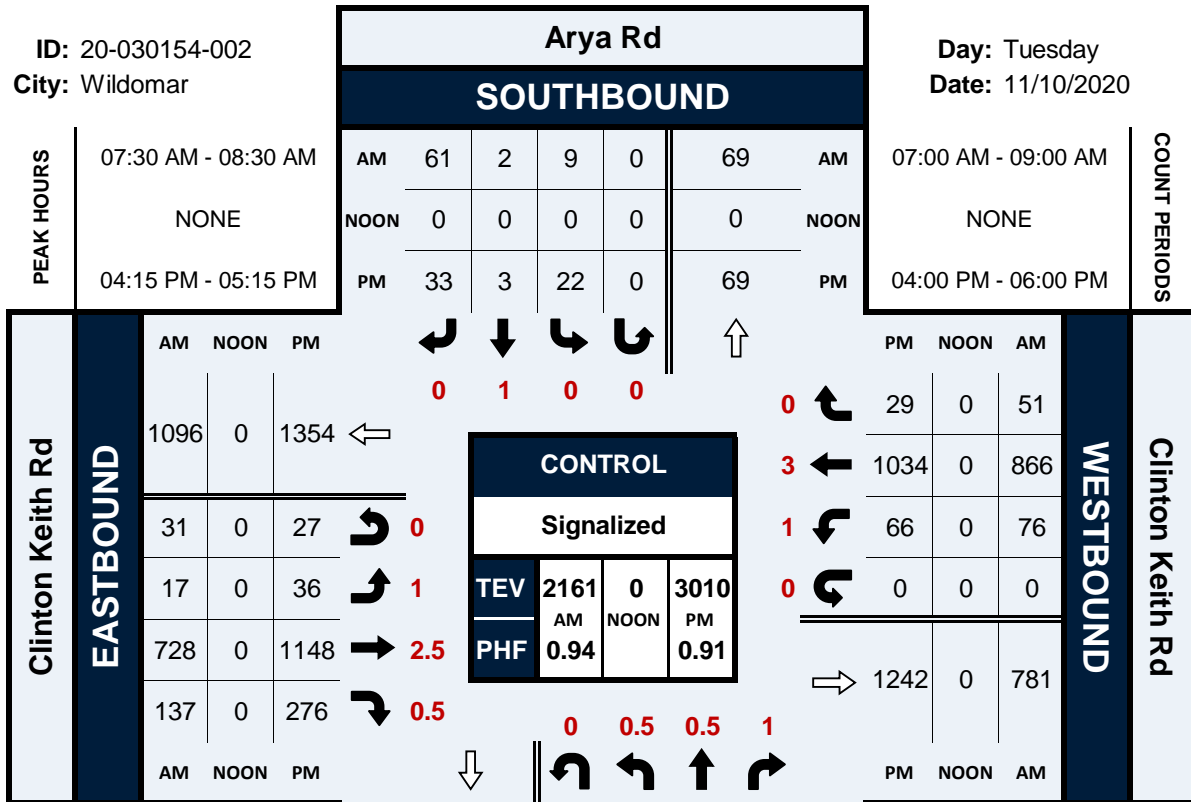 Arya Rd
ID: 20-030154-002
Day: Tuesday
City: Wildomar
Date: 11/10/2020
SOUTHBOUND
PEAK HOURS
07:30 AM - 08:30 AM
NONE
04:15 PM - 05:15 PM
AM 61 2 9 0 69 AM
NOON 0 0 0 0 0 NOON
PM 33 3 22 0 69 PM
07:00 AM - 09:00 AM
NONE
04:00 PM - 06:00 PM
COUNT PERIODS
0 1 0 0
Clinton Keith Rd
EASTBOUND
AM NOON PM
1096 0 1354
31 0 27 0
17 0 36 1
728 0 1148 2.5
137 0 276 0.5
AM NOON PM
CONTROL
Signalized
TEV 2161 0 3010
AM NOON PM
PHF 0.94 0.91
PM NOON AM
0 29 0 51
3 1034 0 866
1 66 0 76
0 0 0 0
1242 0 781
PM NOON AM
WESTBOUND
Clinton Keith Rd
0 0.5 0.5 1